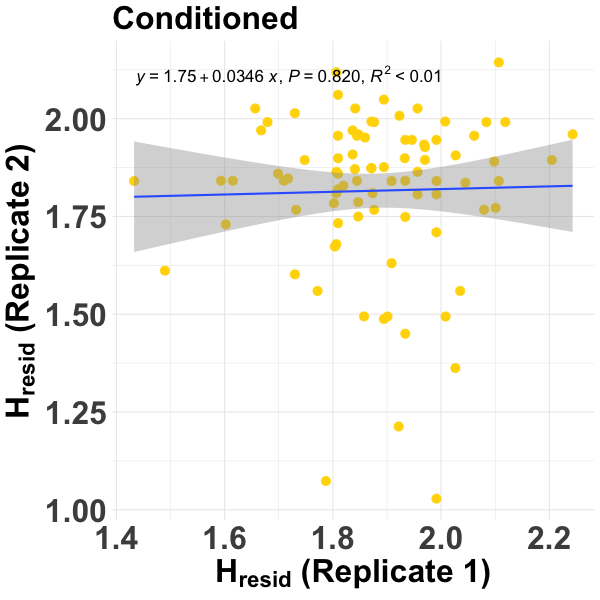 Conditioned
y = 1.75 + 0.0346 x, P = 0.820, R² < 0.01
2.00
1.75
1.50
1.25
1.00
H_resid (Replicate 2)
1.4 1.6 1.8 2.0 2.2
H_resid (Replicate 1)